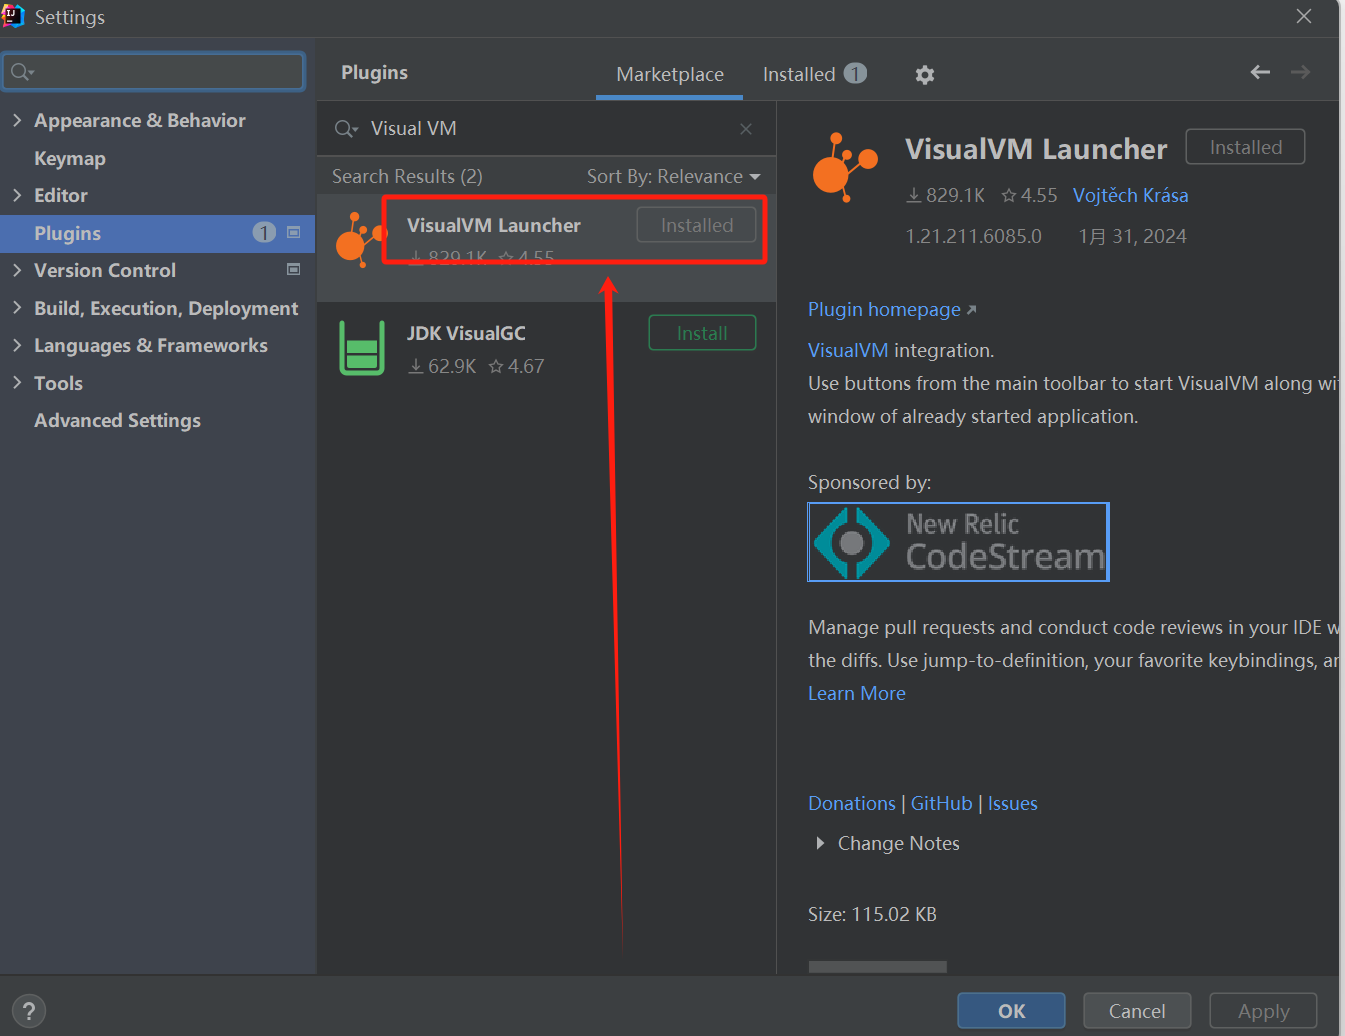 Settings
Appearance & Behavior
Keymap
Editor
Plugins 1
Version Control
Build, Execution, Deployment
Languages & Frameworks
Tools
Advanced Settings
Plugins
Marketplace
Installed 1
Visual VM
Search Results (2)
Sort By: Relevance
VisualVM Launcher
Installed
829.1K 4.55
JDK VisualGC
Install
62.9K 4.67
VisualVM Launcher
Installed
829.1K 4.55 Vojtěch Krása
1.21.211.6085.0 1月 31, 2024
Plugin homepage
VisualVM integration.
Use buttons from the main toolbar to start VisualVM along
window of already started application.
Sponsored by:
New Relic
CodeStream
Manage pull requests and conduct code reviews in your IDE
the diffs. Use jump-to-definition, your favorite keybindings,
Learn More
Donations | GitHub | Issues
Change Notes
Size: 115.02 KB
?
OK
Cancel
Apply